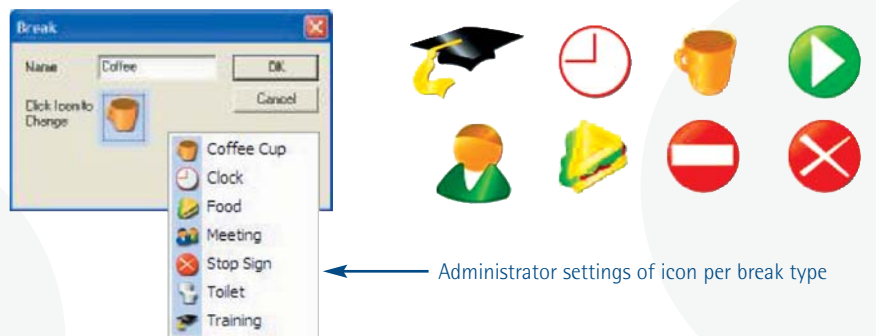 Break
Name
Coffee
OK
Click Icon to
Change
Cancel
Coffee Cup
Clock
Food
Meeting
Stop Sign
Toilet
Training
Administrator settings of icon per break type